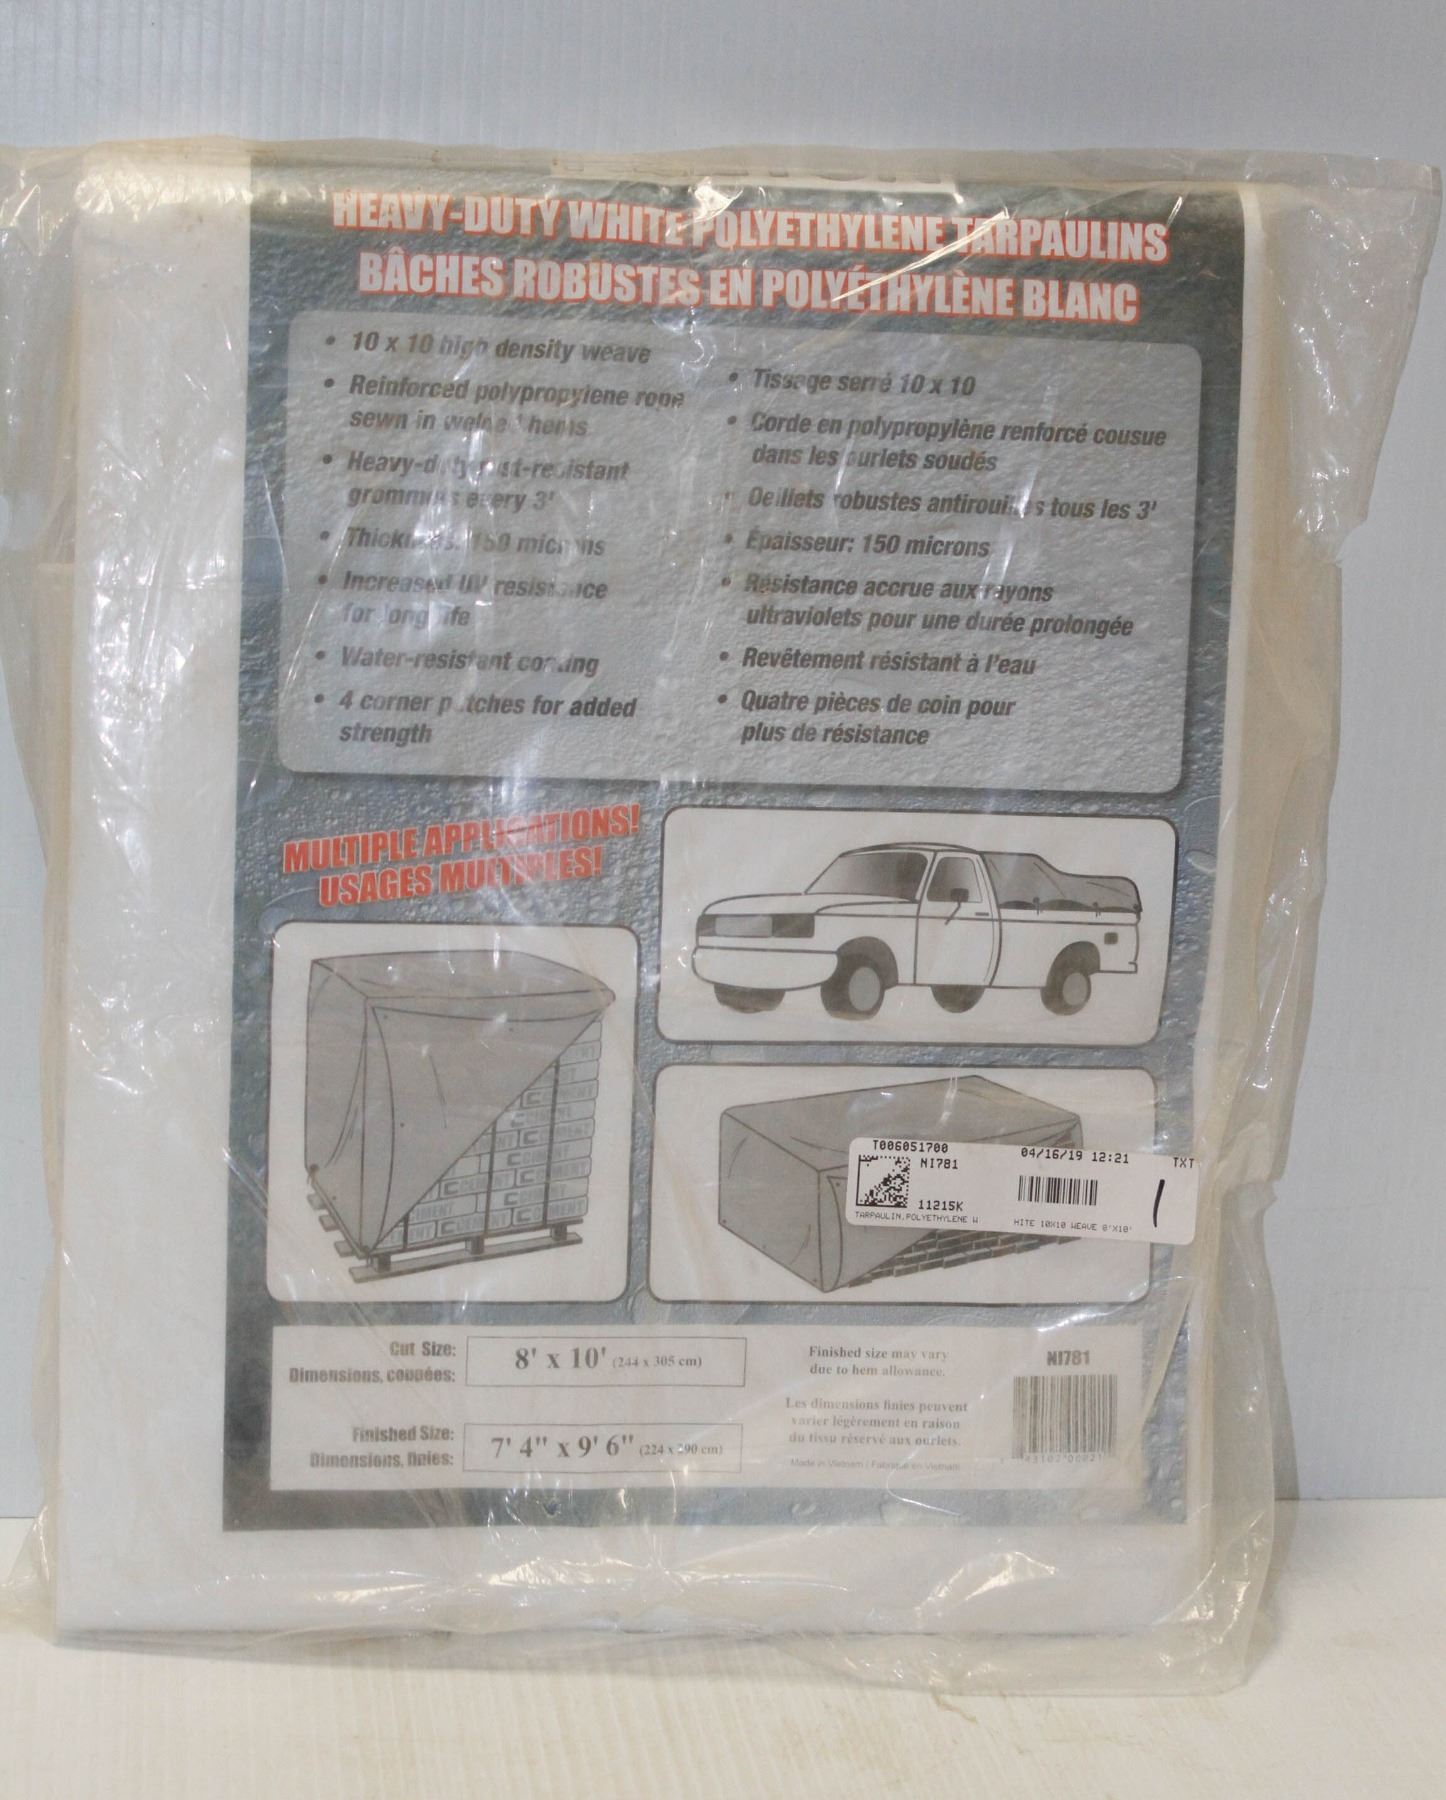 HEAVY-DUTY WHITE POLYETHYLENE TARPAULINS
BÂCHES ROBUSTES EN POLYÉTHYLÈNE BLANC
• 10 x 10 high density weave
• Reinforced polypropylene rope
sewn in welded hems
• Heavy-duty rust-resistant
grommets every 3'
• Thickness: 150 microns
• Increased UV resistance
for long life
• Water-resistant coating
• 4 corner patches for added
strength
• Tissage serré 10 x 10
• Corde en polypropylène renforcé cousue
dans les ourlets soudés
• Oeillets robustes antirouilles tous les 3'
• Épaisseur: 150 microns
• Résistance accrue aux rayons
ultraviolets pour une durée prolongée
• Revêtement résistant à l'eau
• Quatre pièces de coin pour
plus de résistance
MULTIPLE APPLICATIONS!
USAGES MULTIPLES!
CEMENT
CEMENT
CEMENT
CEMENT
CEMENT
CEMENT
T006051700
NI781
04/16/19 12:21
TXT
11215K
1
TARPAULIN,POLYETHYLENE W
HITE 10X10 WEAVE 8'X10'
Cut Size:
Dimensions, coupées:
8' x 10' (244 x 305 cm)
Finished Size:
Dimensions, finies:
7' 4" x 9' 6" (224 x 290 cm)
Finished size may vary
due to hem allowance.
Les dimensions finies peuvent
varier légèrement en raison
du tissu réservé aux ourlets.
Made in Vietnam / Fabriqué en Vietnam
NI781